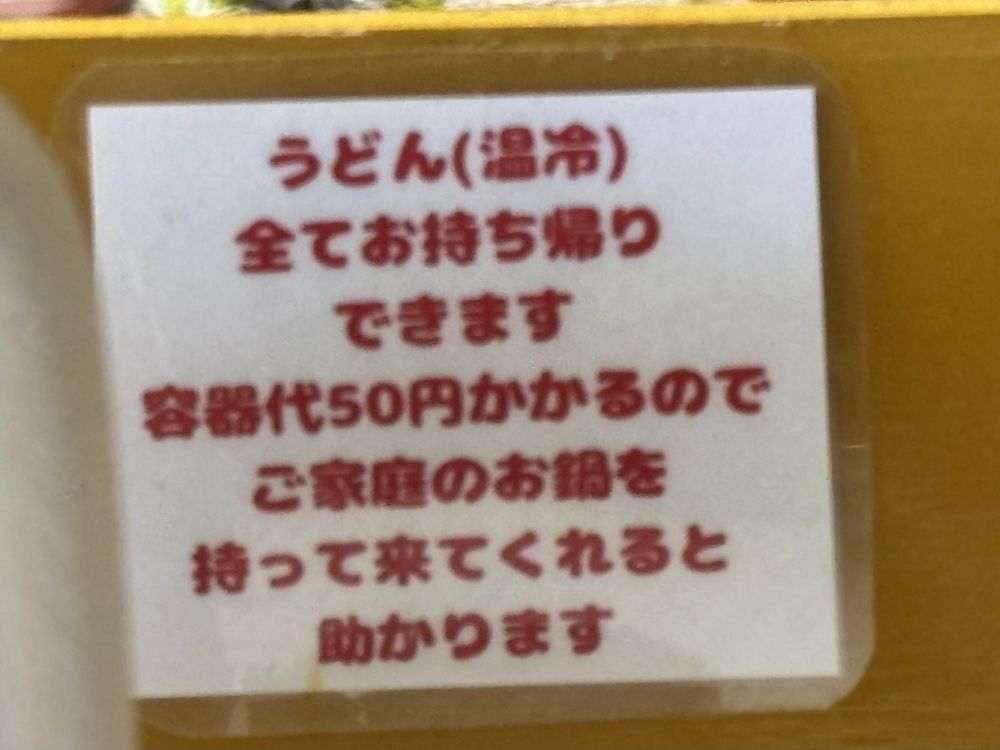 うどん(温冷)
全てお持ち帰り
できます
容器代50円かかるので
ご家庭のお鍋を
持って来てくれると
助かります